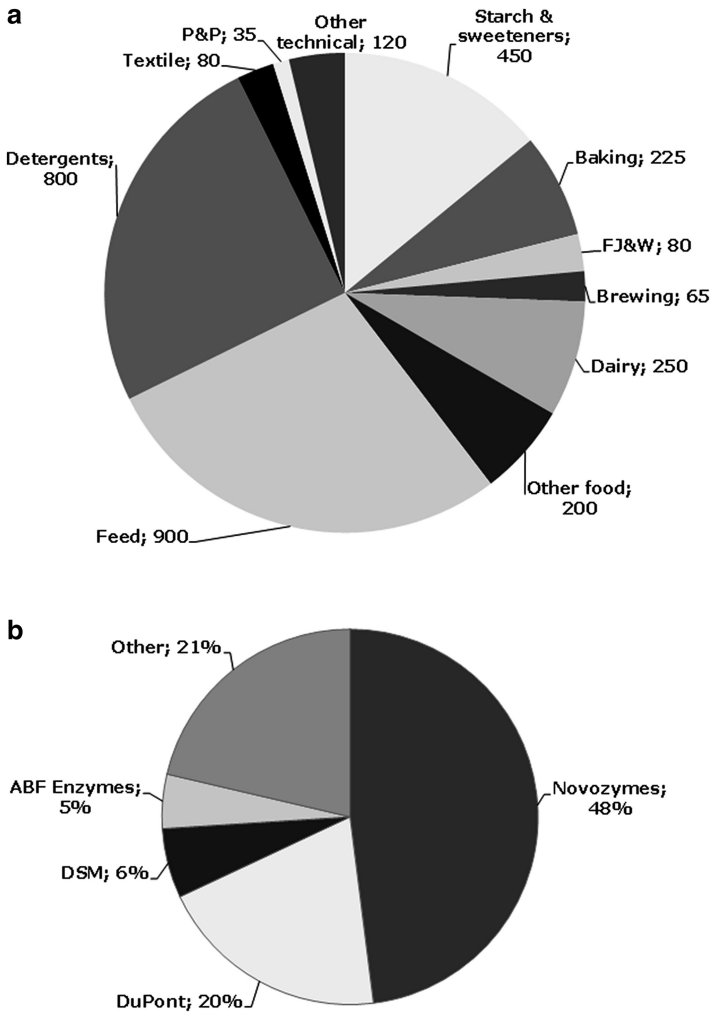 a
P&P; 35
Other
technical; 120
Starch &
sweeteners;
450
Textile; 80
Detergents;
800
Baking; 225
FJ&W; 80
Brewing; 65
Dairy; 250
Other food;
200
Feed; 900
b
Other; 21%
ABF Enzymes;
5%
Novozymes;
48%
DSM; 6%
DuPont; 20%